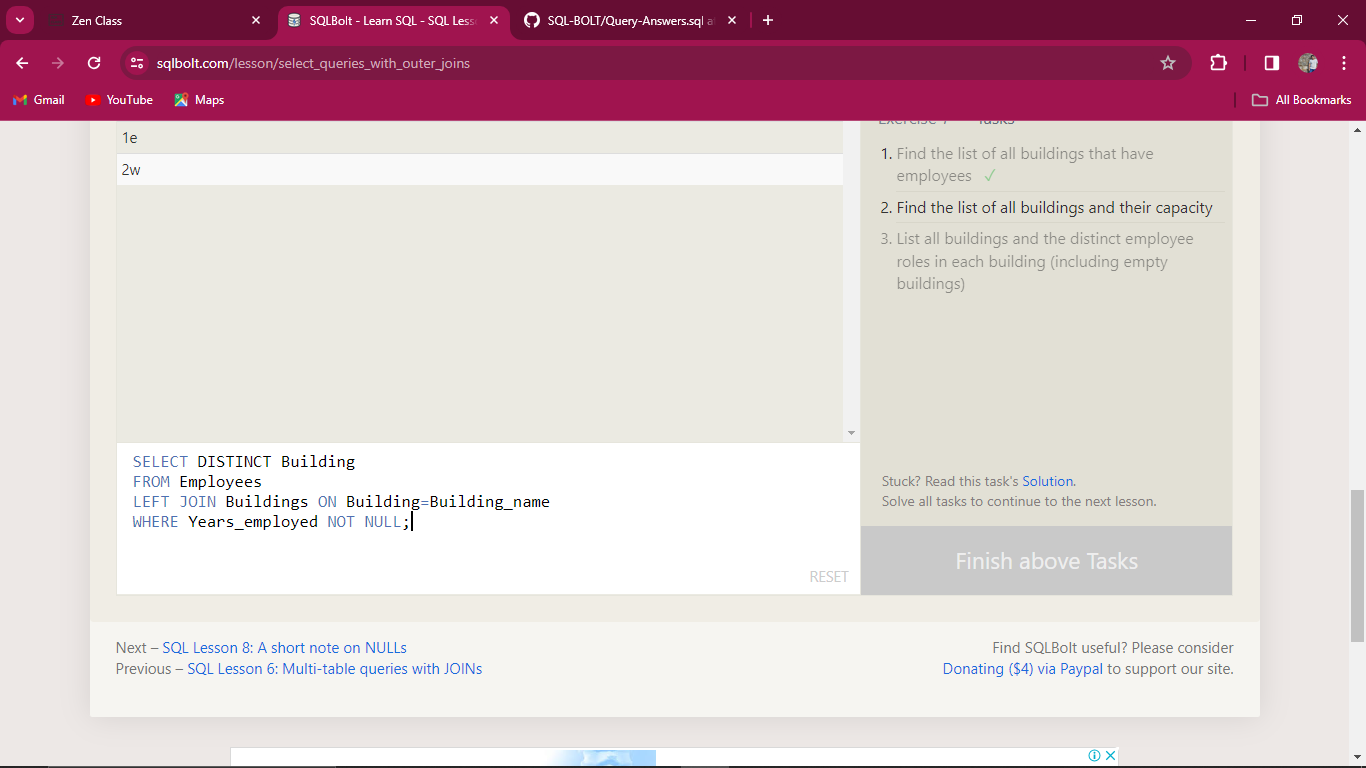 Zen Class
SQLBolt - Learn SQL - SQL Less
SQL-BOLT/Query-Answers.sql a
sqlbolt.com/lesson/select_queries_with_outer_joins
Gmail
YouTube
Maps
All Bookmarks
1e
2w
Exercise 7 — Tasks
1. Find the list of all buildings that have
employees ✓
2. Find the list of all buildings and their capacity
3. List all buildings and the distinct employee
roles in each building (including empty
buildings)
SELECT DISTINCT Building
FROM Employees
LEFT JOIN Buildings ON Building=Building_name
WHERE Years_employed NOT NULL;
RESET
Stuck? Read this task's Solution.
Solve all tasks to continue to the next lesson.
Finish above Tasks
Next – SQL Lesson 8: A short note on NULLs
Previous – SQL Lesson 6: Multi-table queries with JOINs
Find SQLBolt useful? Please consider
Donating ($4) via Paypal to support our site.